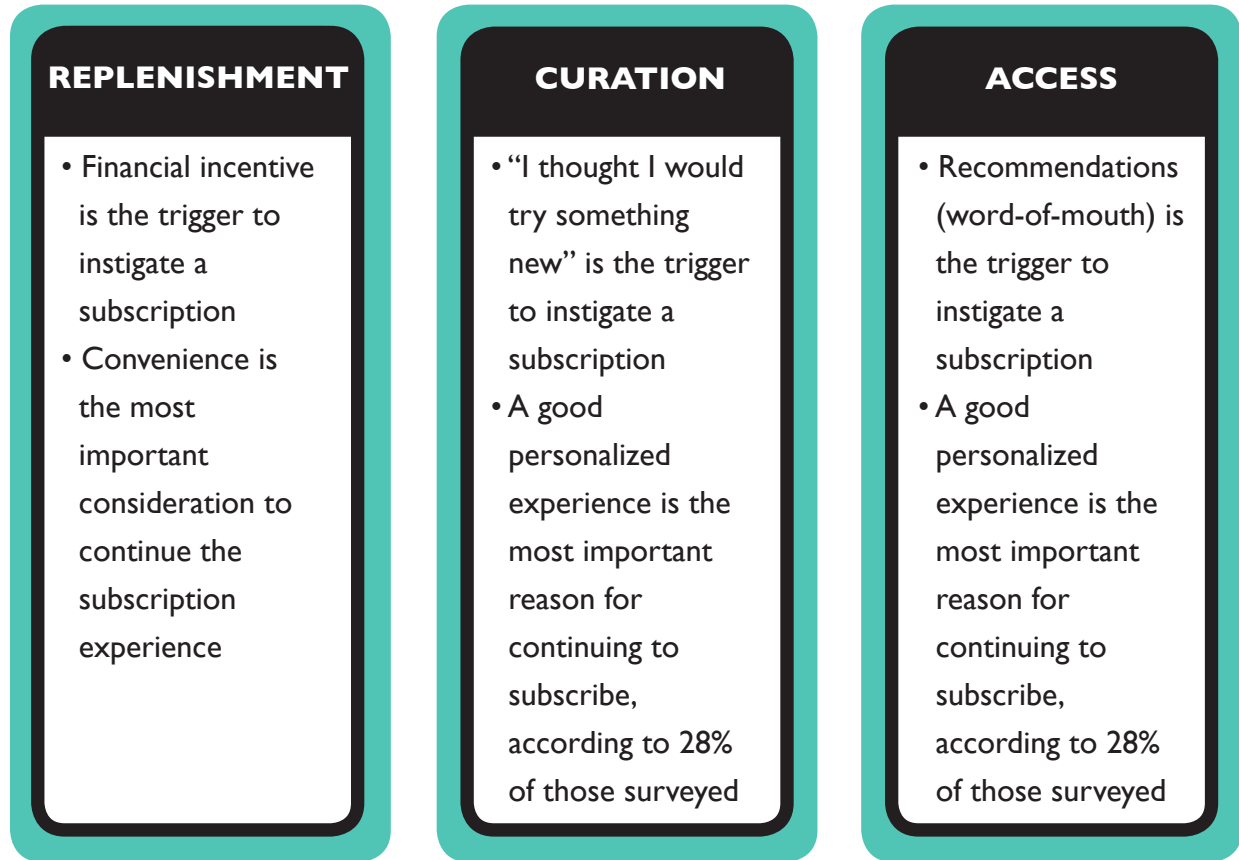 REPLENISHMENT
• Financial incentive
is the trigger to
instigate a
subscription
• Convenience is
the most
important
consideration to
continue the
subscription
experience
CURATION
• “I thought I would
try something
new” is the trigger
to instigate a
subscription
• A good
personalized
experience is the
most important
reason for
continuing to
subscribe,
according to 28%
of those surveyed
ACCESS
• Recommendations
(word-of-mouth) is
the trigger to
instigate a
subscription
• A good
personalized
experience is the
most important
reason for
continuing to
subscribe,
according to 28%
of those surveyed